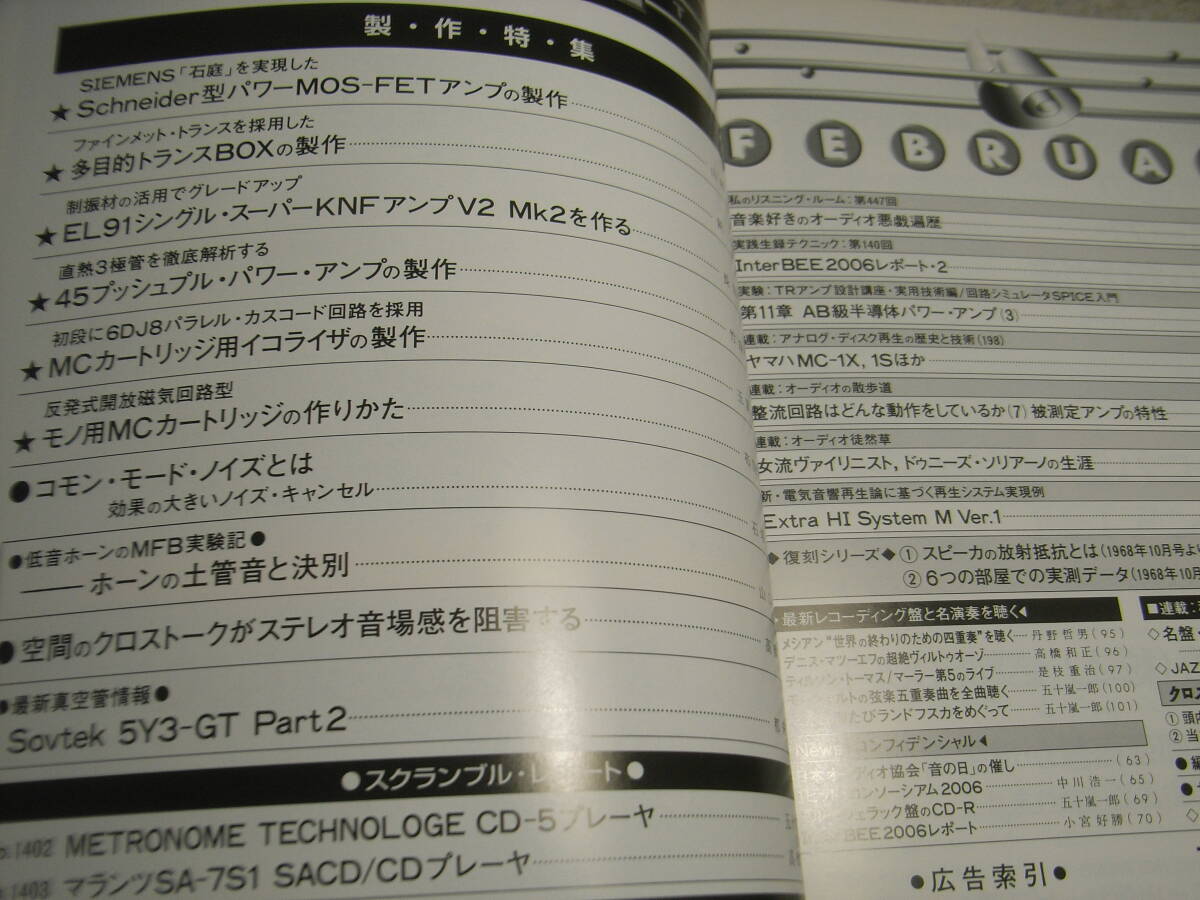 製・作・特・集
SIEMENS「石庭」を実現した
★ Schneider型パワーMOS-FETアンプの製作
ファインメット・トランスを採用した
★ 多目的トランスBOXの製作
制振材の活用でグレードアップ
★ EL91シングル・スーパーKNFアンプV2 Mk2を作る
直熱3極管を徹底解析する
★ 45プッシュプル・パワー・アンプの製作
初段に6DJ8パラレル・カスコード回路を採用
★ MCカートリッジ用イコライザの製作
反発式開放磁気回路型
★ モノ用MCカートリッジの作りかた
●コモン・モード・ノイズとは
効果の大きいノイズ・キャンセル
●低音ホーンのMFB実験記●
――ホーンの土管音と決別
●空間のクロストークがステレオ音場感を阻害する
●最新真空管情報●
Sovtek 5Y3-GT Part2
●スクランブル・レポート●
1402 METRONOME TECHNOLOGE CD-5プレーヤ
1403 マランツSA-7S1 SACD/CDプレーヤ
FEBRUA
私のリスニング・ルーム:第447回
音楽好きのオーディオ悪戯遍歴
実践生録テクニック:第140回
InterBEE2006レポート・2
実験:TRアンプ設計講座・実用技術編/回路シミュレータSPICE入門
第11章 AB級半導体パワー・アンプ(3)
連載:アナログ・ディスク再生の歴史と技術(198)
ヤマハMC-1X, 1Sほか
連載:オーディオの散歩道
整流回路はどんな動作をしているか(7) 被測定アンプの特性
連載:オーディオ徒然草
女流ヴァイリニスト, ドゥニーズ・ソリアーノの生涯
新・電気音響再生論に基づく再生システム実現例
Extra HI System M Ver.1
◆復刻シリーズ◆ ① スピーカの放射抵抗とは(1968年10月号よ
② 6つの部屋での実測データ(1968年10月
最新レコーディング盤と名演奏を聴く◀
メシアン“世界の終わりのための四重奏”を聴く 丹野哲男(95)
デニス・マツーエフの超絶ヴィルトゥオーゾ 高橋和正(96)
ティルソン・トーマス/マーラー第5のライブ 是枝重治(97)
ルトの弦楽五重奏曲を全曲聴く 五十嵐一郎(100)
たびランドフスカをめぐって 五十嵐一郎(101)
News コンフィデンシャル◀
日本オーディオ協会「音の日」の催し (63)
コンソーシアム2006 中川浩一(65)
ェラック盤のCD-R 五十嵐一郎(69)
BEE2006レポート 小宮好勝(70)
●広告索引●
■連載:
◇名盤・
◇JAZ
クロス
① 頭内
② 当